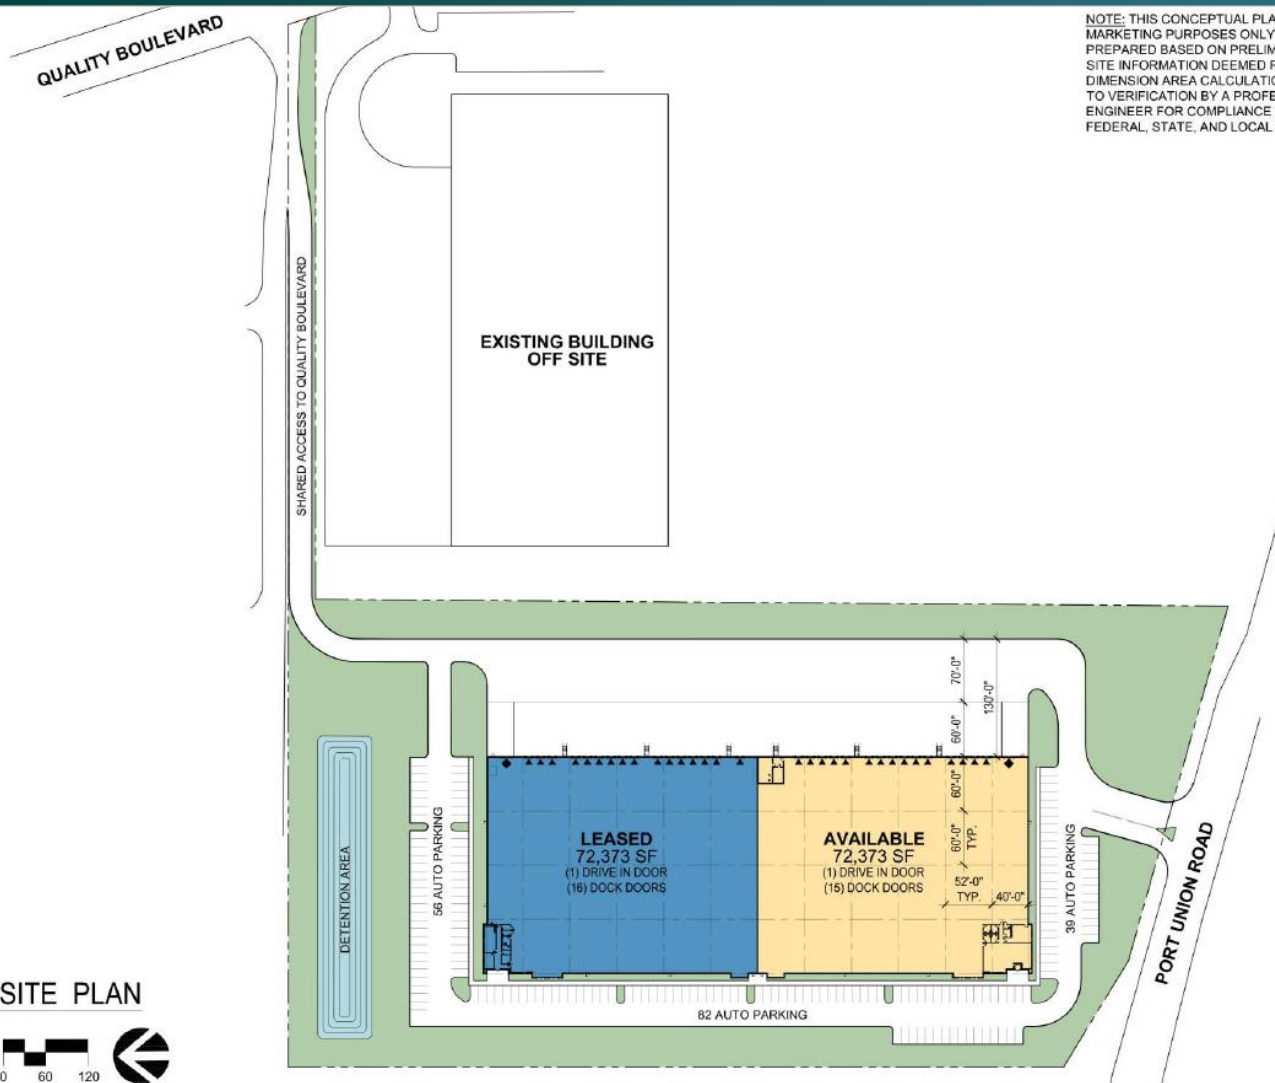 QUALITY BOULEVARD
NOTE: THIS CONCEPTUAL PLA
MARKETING PURPOSES ONLY
PREPARED BASED ON PRELIM
SITE INFORMATION DEEMED R
DIMENSION AREA CALCULATIO
TO VERIFICATION BY A PROFE
ENGINEER FOR COMPLIANCE
FEDERAL, STATE, AND LOCAL
SHARED ACCESS TO QUALITY BOULEVARD
EXISTING BUILDING
OFF SITE
70'-0"
130'-0"
60'-0"
60'-0"
60'-0"
TYP.
52'-0"
TYP.
40'-0"
LEASED
72,373 SF
(1) DRIVE IN DOOR
(16) DOCK DOORS
AVAILABLE
72,373 SF
(1) DRIVE IN DOOR
(15) DOCK DOORS
56 AUTO PARKING
39 AUTO PARKING
DETENTION AREA
PORT UNION ROAD
82 AUTO PARKING
SITE PLAN
0 60 120